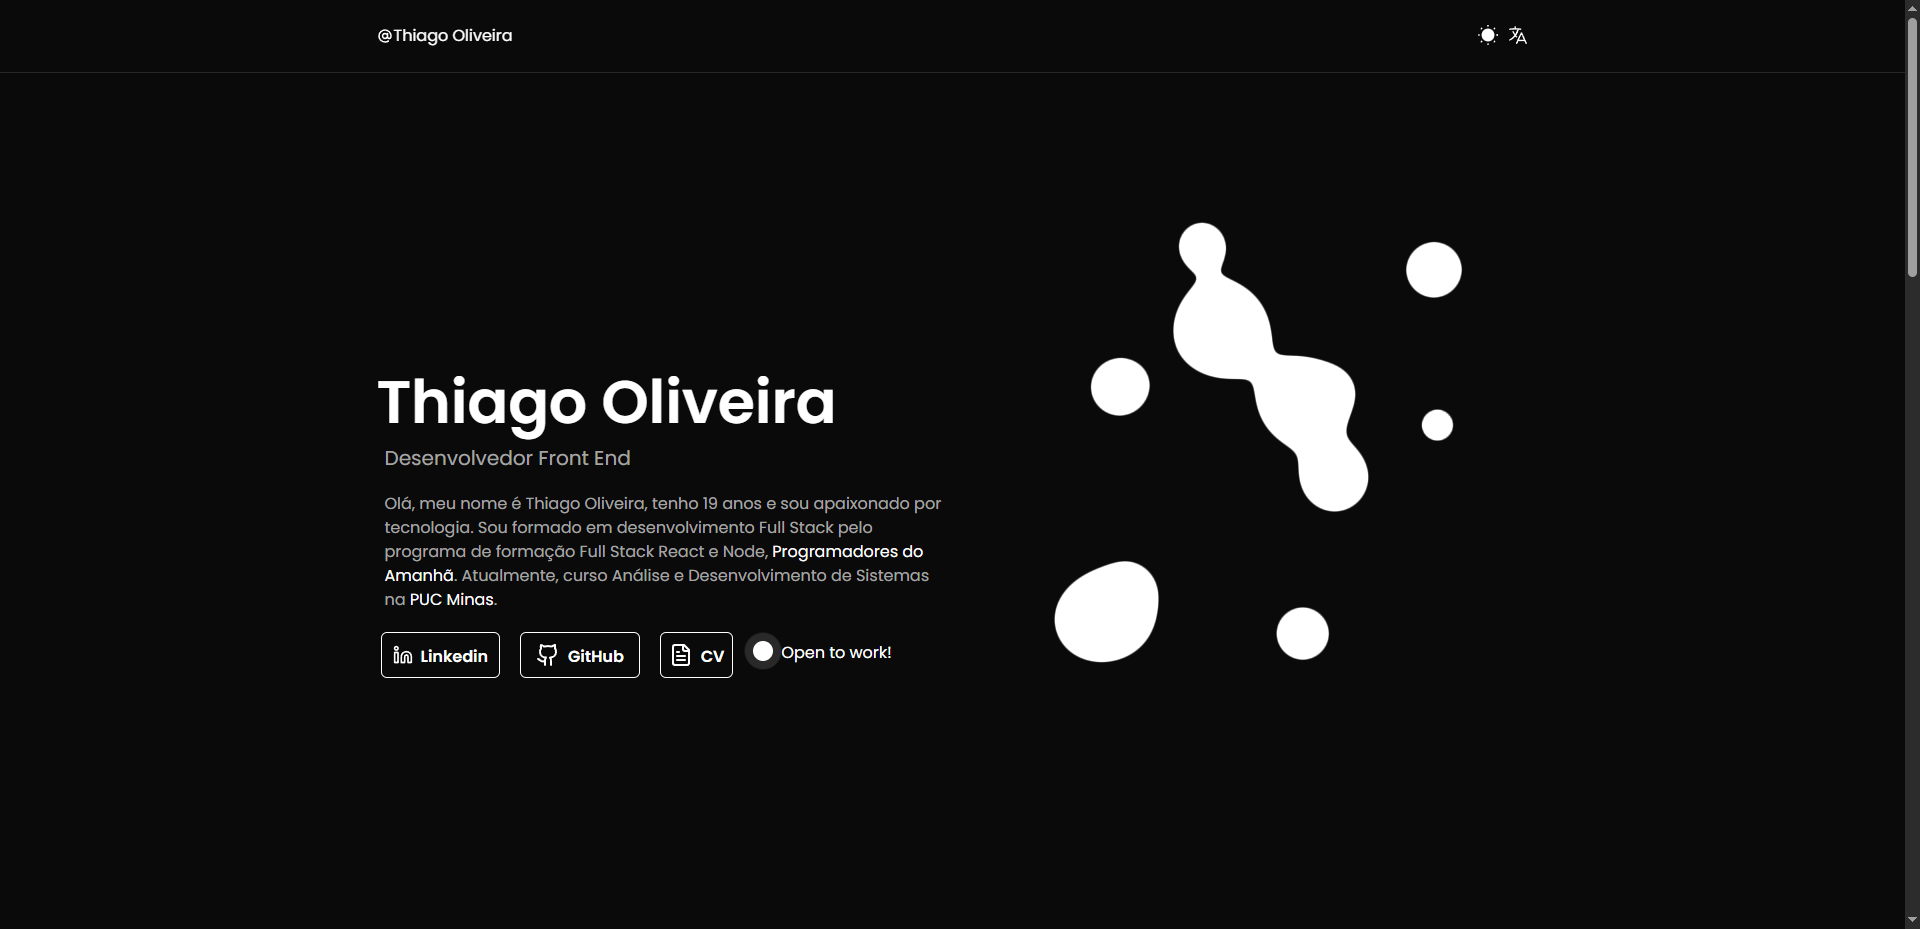 @Thiago Oliveira
Thiago Oliveira
Desenvolvedor Front End
Olá, meu nome é Thiago Oliveira, tenho 19 anos e sou apaixonado por
tecnologia. Sou formado em desenvolvimento Full Stack pelo
programa de formação Full Stack React e Node, Programadores do
Amanhã. Atualmente, curso Análise e Desenvolvimento de Sistemas
na PUC Minas.
Linkedin GitHub CV Open to work!